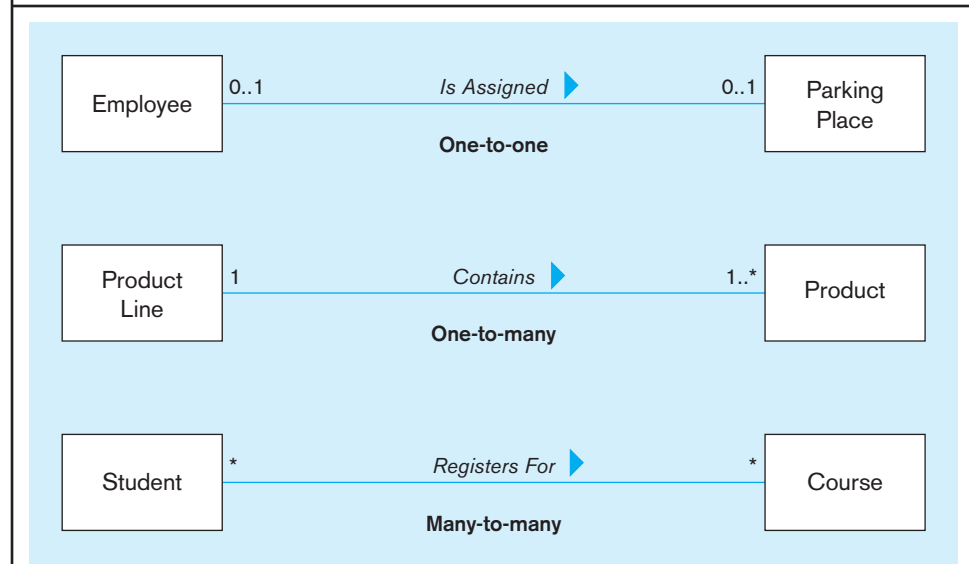 Employee
0..1
Is Assigned
0..1
Parking
Place
One-to-one
Product
Line
1
Contains
1..*
Product
One-to-many
Student
*
Registers For
*
Course
Many-to-many